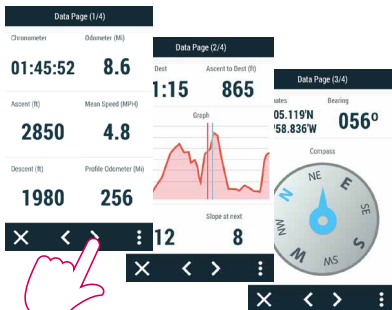 Data Page (1/4)
Chronometer Odometer (Mi)
01:45:52 8.6
Ascent (ft) Mean Speed (MPH)
2850 4.8
Descent (ft) Profile Odometer (Mi)
1980 256
Data Page (2/4)
Dest Ascent to Dest (ft)
1:15 865
Graph
Slope at next
12 8
Data Page (3/4)
Bearing
05.119'N
58.836'W 056º
Compass
N NE E SE S MS M NN